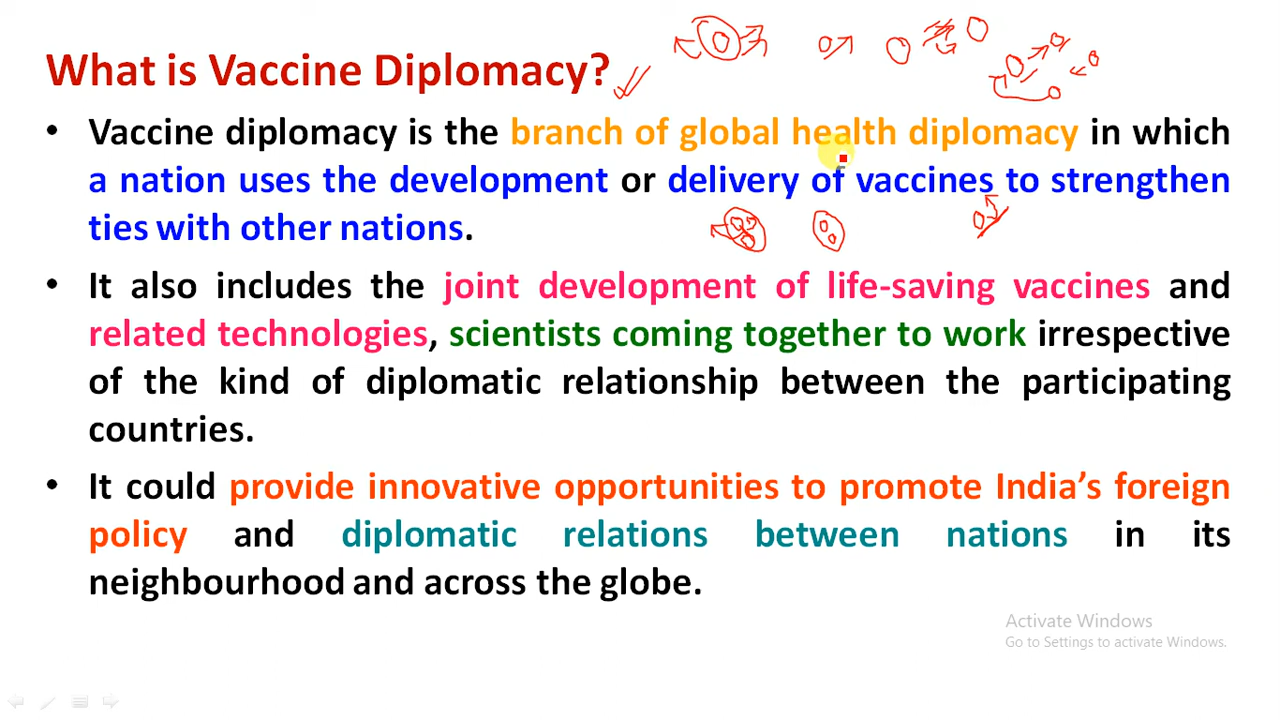 What is Vaccine Diplomacy?
• Vaccine diplomacy is the branch of global health diplomacy in which
a nation uses the development or delivery of vaccines to strengthen
ties with other nations.
• It also includes the joint development of life-saving vaccines and
related technologies, scientists coming together to work irrespective
of the kind of diplomatic relationship between the participating
countries.
• It could provide innovative opportunities to promote India’s foreign
policy and diplomatic relations between nations in its
neighbourhood and across the globe.
Activate Windows
Go to Settings to activate Windows.